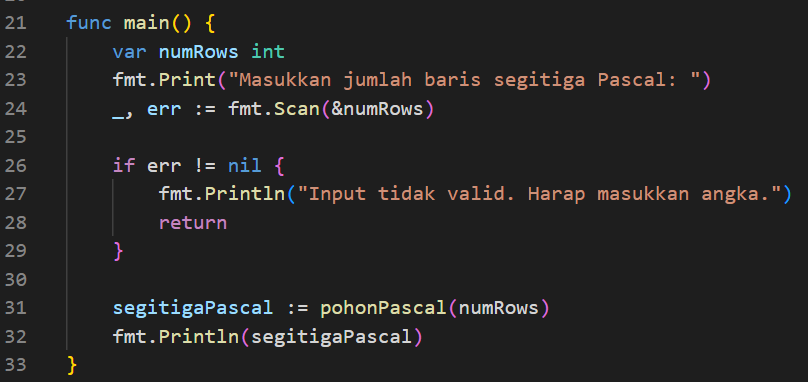 21 func main() {
22     var numRows int
23     fmt.Print("Masukkan jumlah baris segitiga Pascal: ")
24     _, err := fmt.Scan(&numRows)
25
26     if err != nil {
27         fmt.Println("Input tidak valid. Harap masukkan angka.")
28         return
29     }
30
31     segitigaPascal := pohonPascal(numRows)
32     fmt.Println(segitigaPascal)
33 }